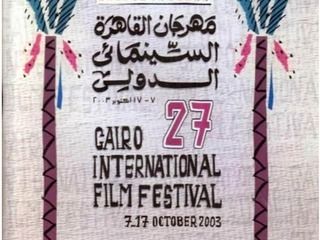 مهرجان القاهرة
السينمائى
الدولى
٧-١٧ اكتوبر ٢٠٠٣
27
CAIRO
INTERNATIONAL
FILM FESTIVAL
7.17 OCTOBER 2003